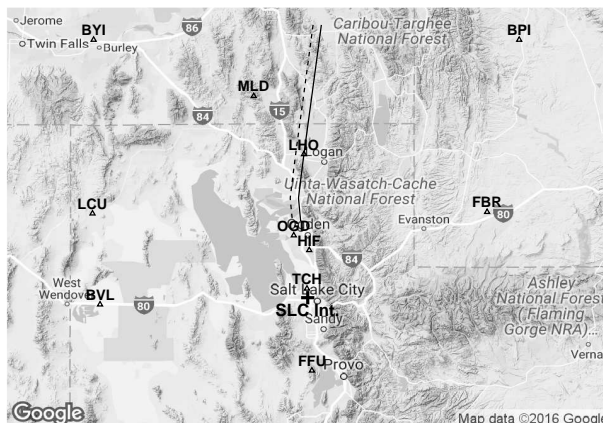 Jerome
BYI
86
Caribou-Targhee
National Forest
BPI
Twin Falls
Burley
MLD
15
84
LHO
Logan
Uinta-Wasatch-Cache
National Forest
LCU
FBR
80
Evanston
OGD
Ogden
HIF
84
West
Wendover
BVL
80
TCH
Salt Lake City
SLC Int.
Sandy
Ashley
National Forest
(Flaming
Gorge NRA)...
Verna
FFU
Provo
Google
Map data ©2016 Google